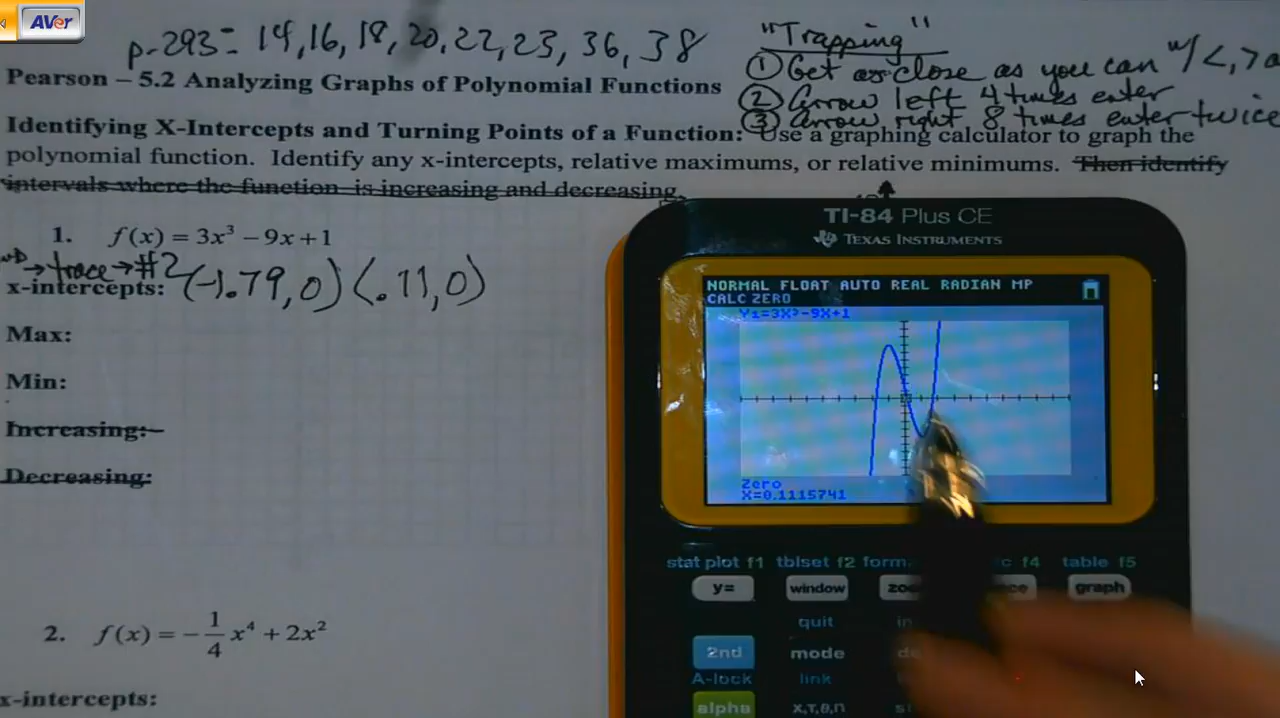 AVer
p-293= 14, 16, 18, 20, 22, 23, 36, 38
"Trapping"
① Get as close as you can w/ <, >
② Arrow left 4 times enter
③ Arrow right 8 times enter twice
Pearson – 5.2 Analyzing Graphs of Polynomial Functions
Identifying X-Intercepts and Turning Points of a Function: Use a graphing calculator to graph the
polynomial function. Identify any x-intercepts, relative maximums, or relative minimums. Then identify
intervals where the function is increasing and decreasing.
1. f(x) = 3x³ – 9x + 1
→ trace → #2
x-intercepts: (-1.79, 0) (.11, 0)
Max:
Min:
Increasing:
Decreasing:
2. f(x) = –1/4 x⁴ + 2x²
x-intercepts:
TI-84 Plus CE
TEXAS INSTRUMENTS
NORMAL FLOAT AUTO REAL RADIAN MP
CALC ZERO
Y1=3X³-9X+1
Zero
X=0.1115741
stat plot f1 tblset f2 f4 table f5
y= window graph
quit
2nd mode
A-lock link
alpha X,T,θ,n